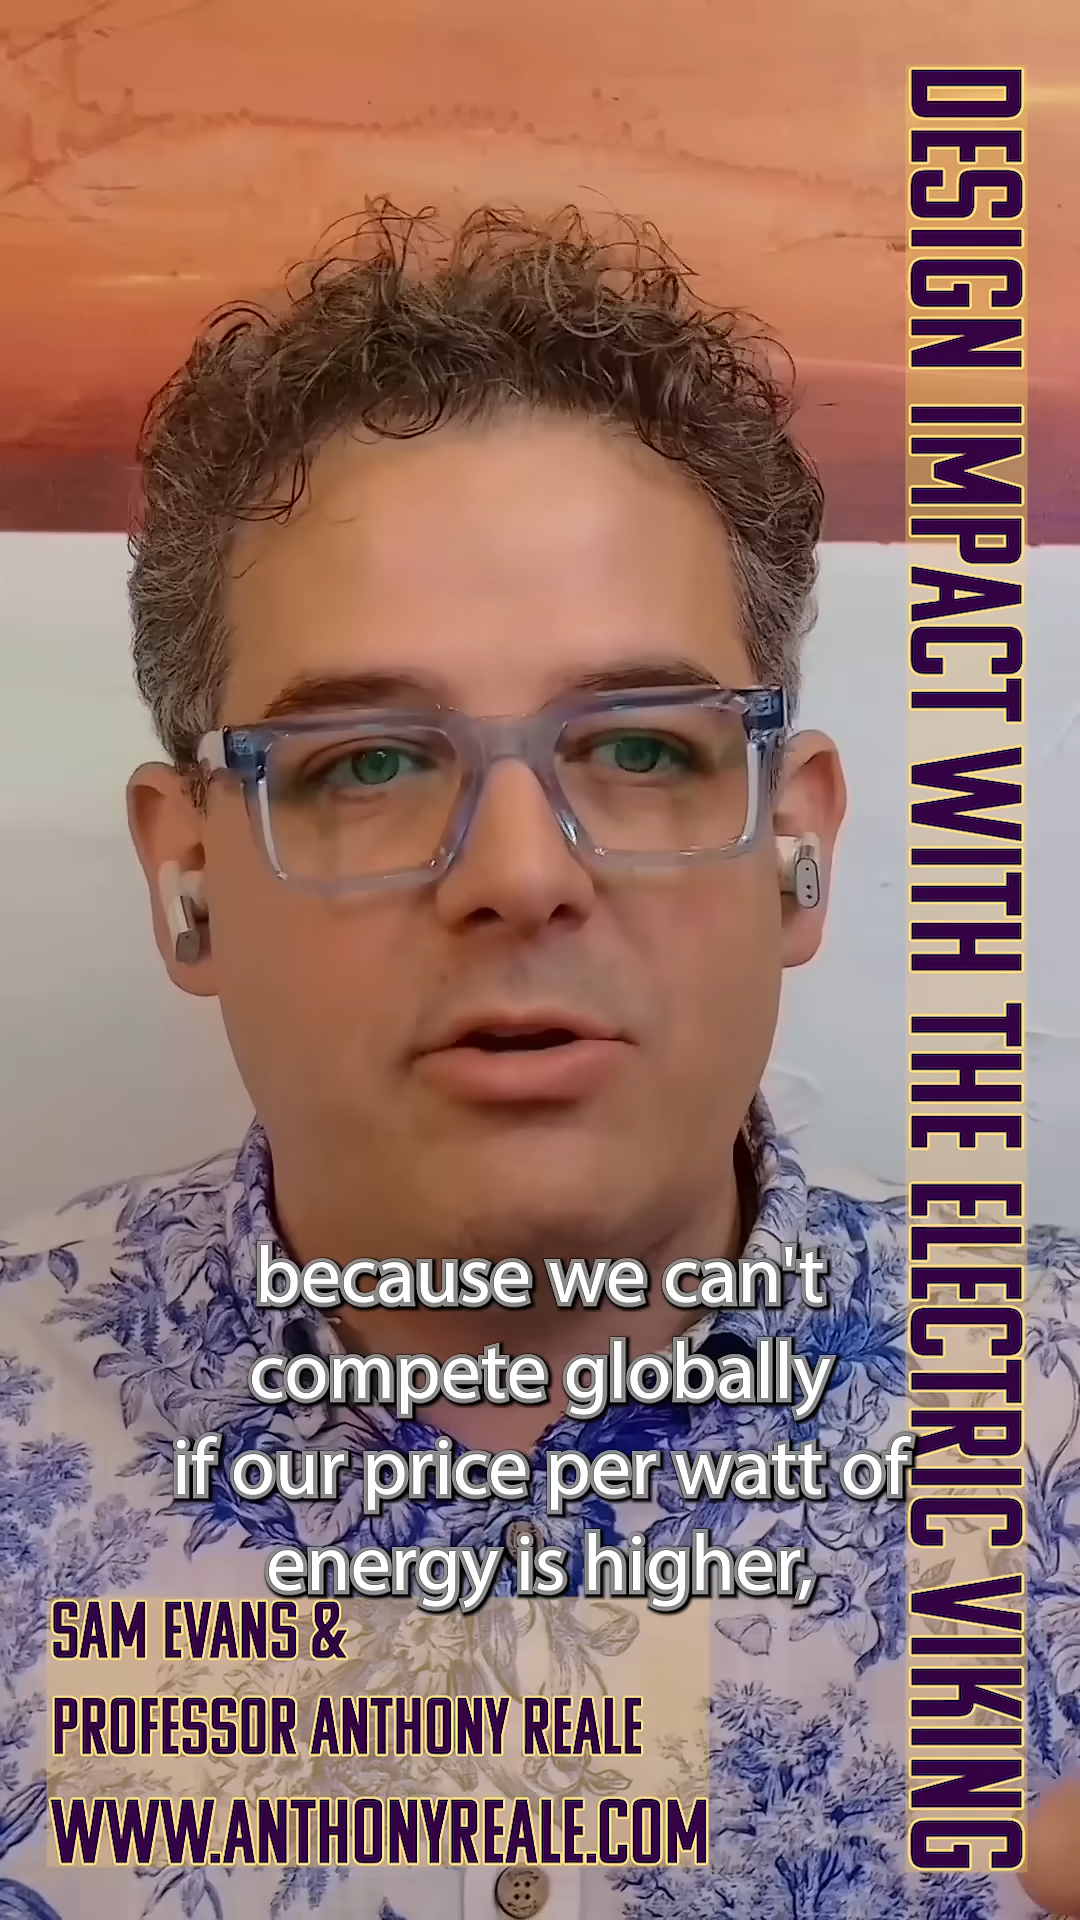 DESIGN IMPACT WITH THE ELECTRIC VIKING
because we can't
compete globally
if our price per watt of
energy is higher,
SAM EVANS &
PROFESSOR ANTHONY REALE
WWW.ANTHONYREALE.COM